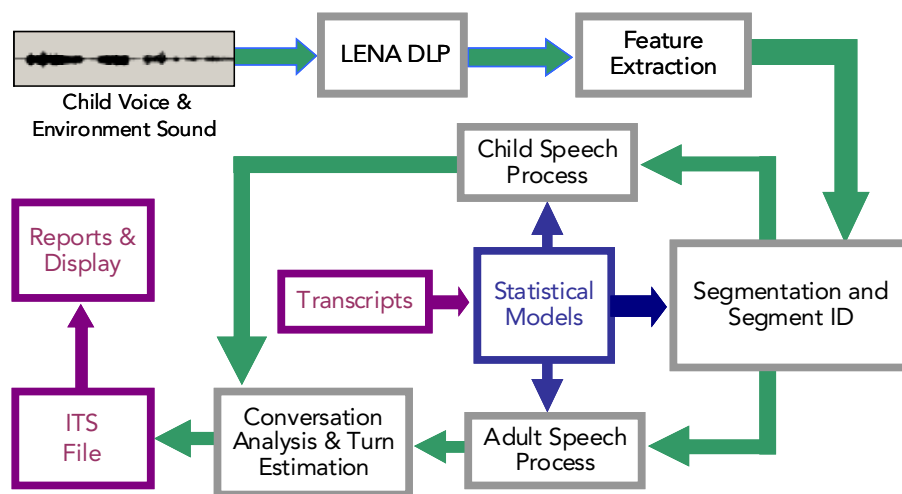 LENA DLP
Feature
Extraction
Child Voice &
Environment Sound
Child Speech
Process
Reports &
Display
Transcripts
Statistical
Models
Segmentation and
Segment ID
ITS
File
Conversation
Analysis & Turn
Estimation
Adult Speech
Process